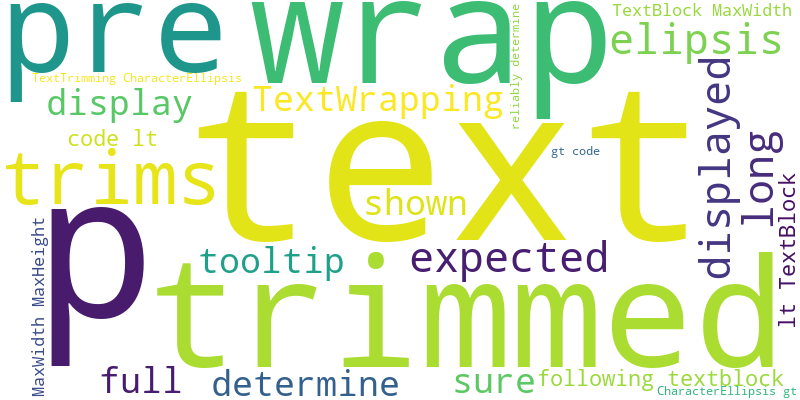 pre
wrap
reliably determine
TextBlock MaxWidth
elipsis
TextTrimming CharacterEllipsis
display
TextWrapping
code lt
text
gt code
displayed
long
trims
shown
p
tooltip
expected
lt TextBlock
MaxWidth MaxHeight
trimmed
full
determine
sure
following textblock
CharacterEllipsis gt